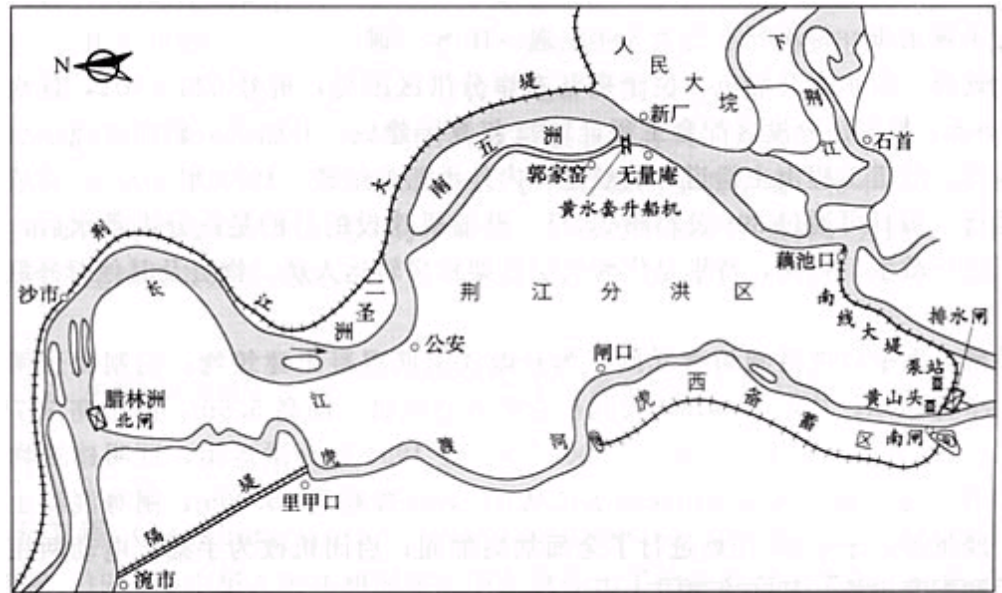 人民大垸
下荆江
N
堤
新厂
石首
南五洲
郭家窑
无量庵
黄水套升船机
大
荆
藕池口
长江
江
二圣洲
荆江分洪区
沙市
南线大堤
排水闸
公安
闸口
泵站
腊林洲
北闸
江
虎西斋蓄区
黄山头
南闸
虎渡河
里甲口
隔堤
涴市